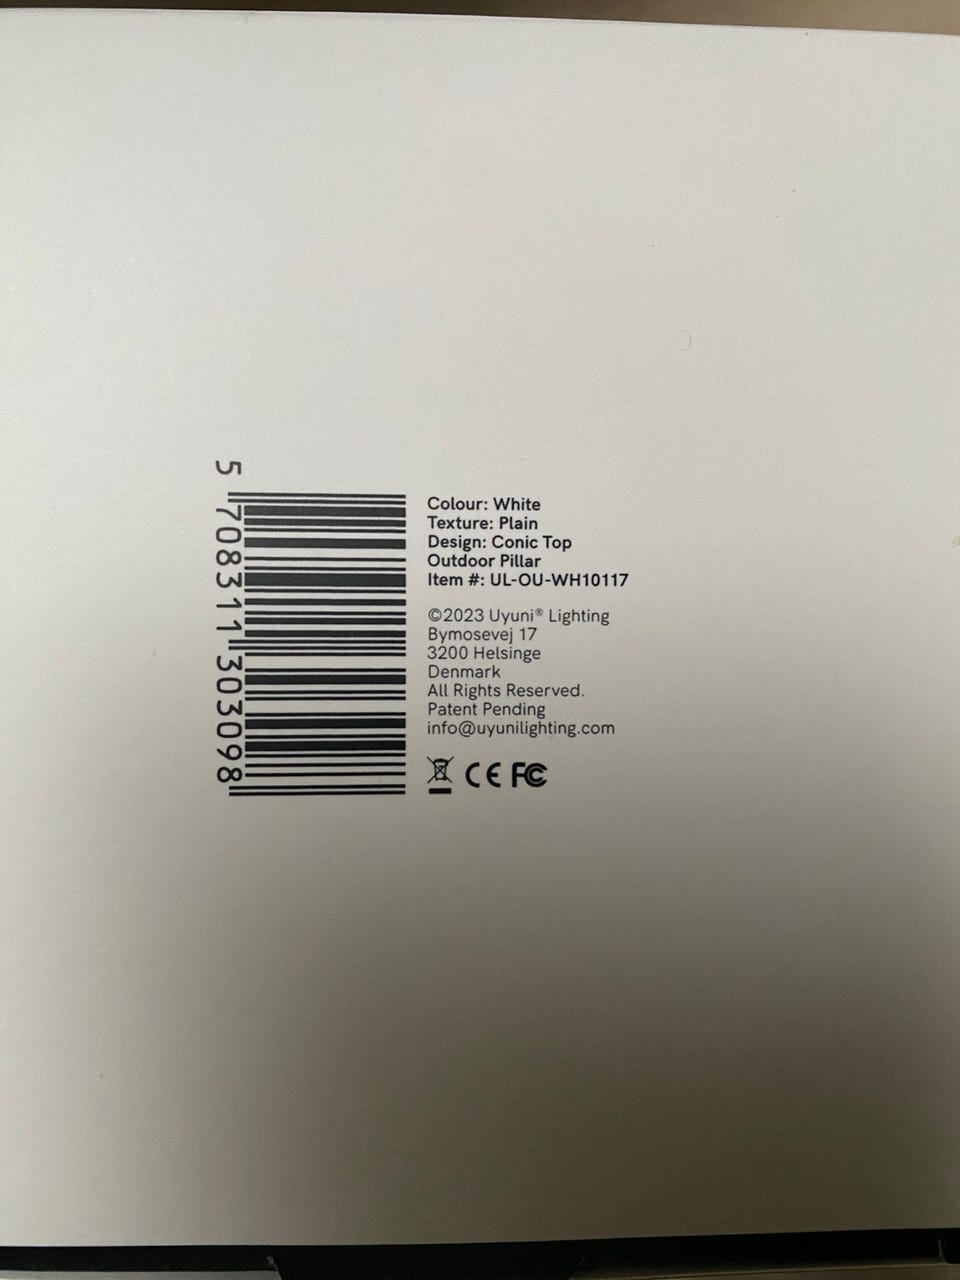 5 708311 303098
Colour: White
Texture: Plain
Design: Conic Top
Outdoor Pillar
Item #: UL-OU-WH10117
©2023 Uyuni® Lighting
Bymosevej 17
3200 Helsinge
Denmark
All Rights Reserved.
Patent Pending
info@uyunilighting.com
CE FC